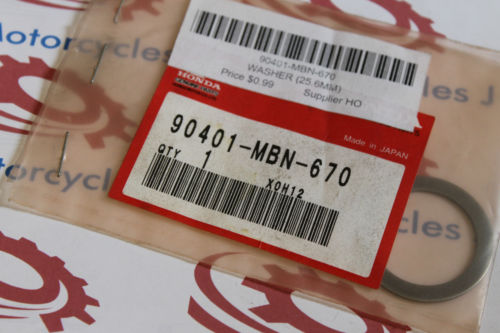 Motorcycles
90401-MBN-670
WASHER (25.6MM)
Price $0.99 Supplier HO
HONDA
Made in JAPAN
90401-MBN-670
QTY 1 X0H12
torcycles
cles J
cles